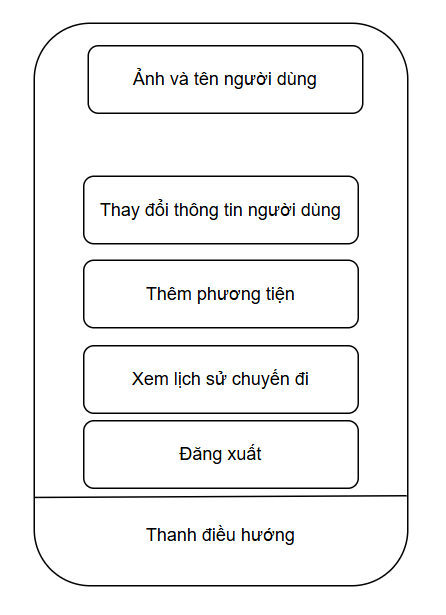 Ảnh và tên người dùng
Thay đổi thông tin người dùng
Thêm phương tiện
Xem lịch sử chuyến đi
Đăng xuất
Thanh điều hướng